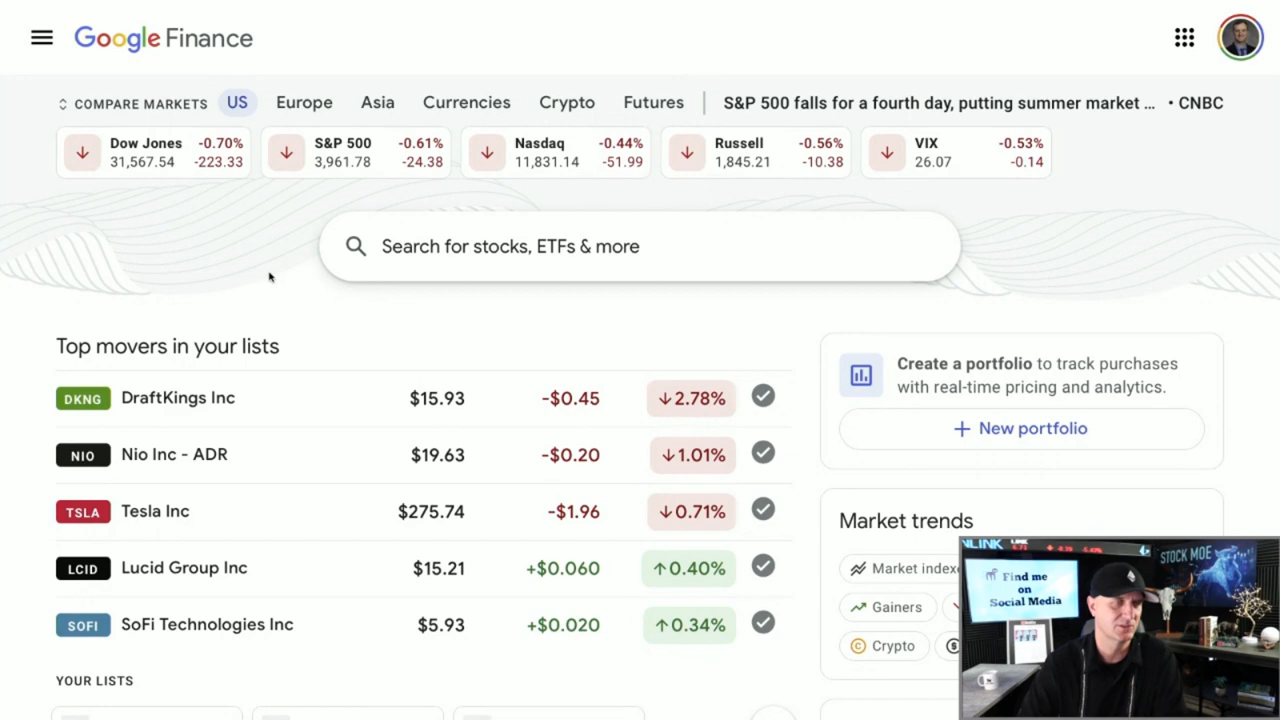 Google Finance
COMPARE MARKETS US Europe Asia Currencies Crypto Futures S&P 500 falls for a fourth day, putting summer market ... • CNBC
Dow Jones -0.70%
31,567.54 -223.33
S&P 500 -0.61%
3,961.78 -24.38
Nasdaq -0.44%
11,831.14 -51.99
Russell -0.56%
1,845.21 -10.38
VIX -0.53%
26.07 -0.14
Search for stocks, ETFs & more
Top movers in your lists
DKNG DraftKings Inc $15.93 -$0.45 2.78%
NIO Nio Inc - ADR $19.63 -$0.20 1.01%
TSLA Tesla Inc $275.74 -$1.96 0.71%
LCID Lucid Group Inc $15.21 +$0.060 0.40%
SOFI SoFi Technologies Inc $5.93 +$0.020 0.34%
YOUR LISTS
Create a portfolio to track purchases
with real-time pricing and analytics.
+ New portfolio
Market trends
Market indexe
Gainers
Crypto
NLINK
STOCK MOE
Find me
on
Social Media